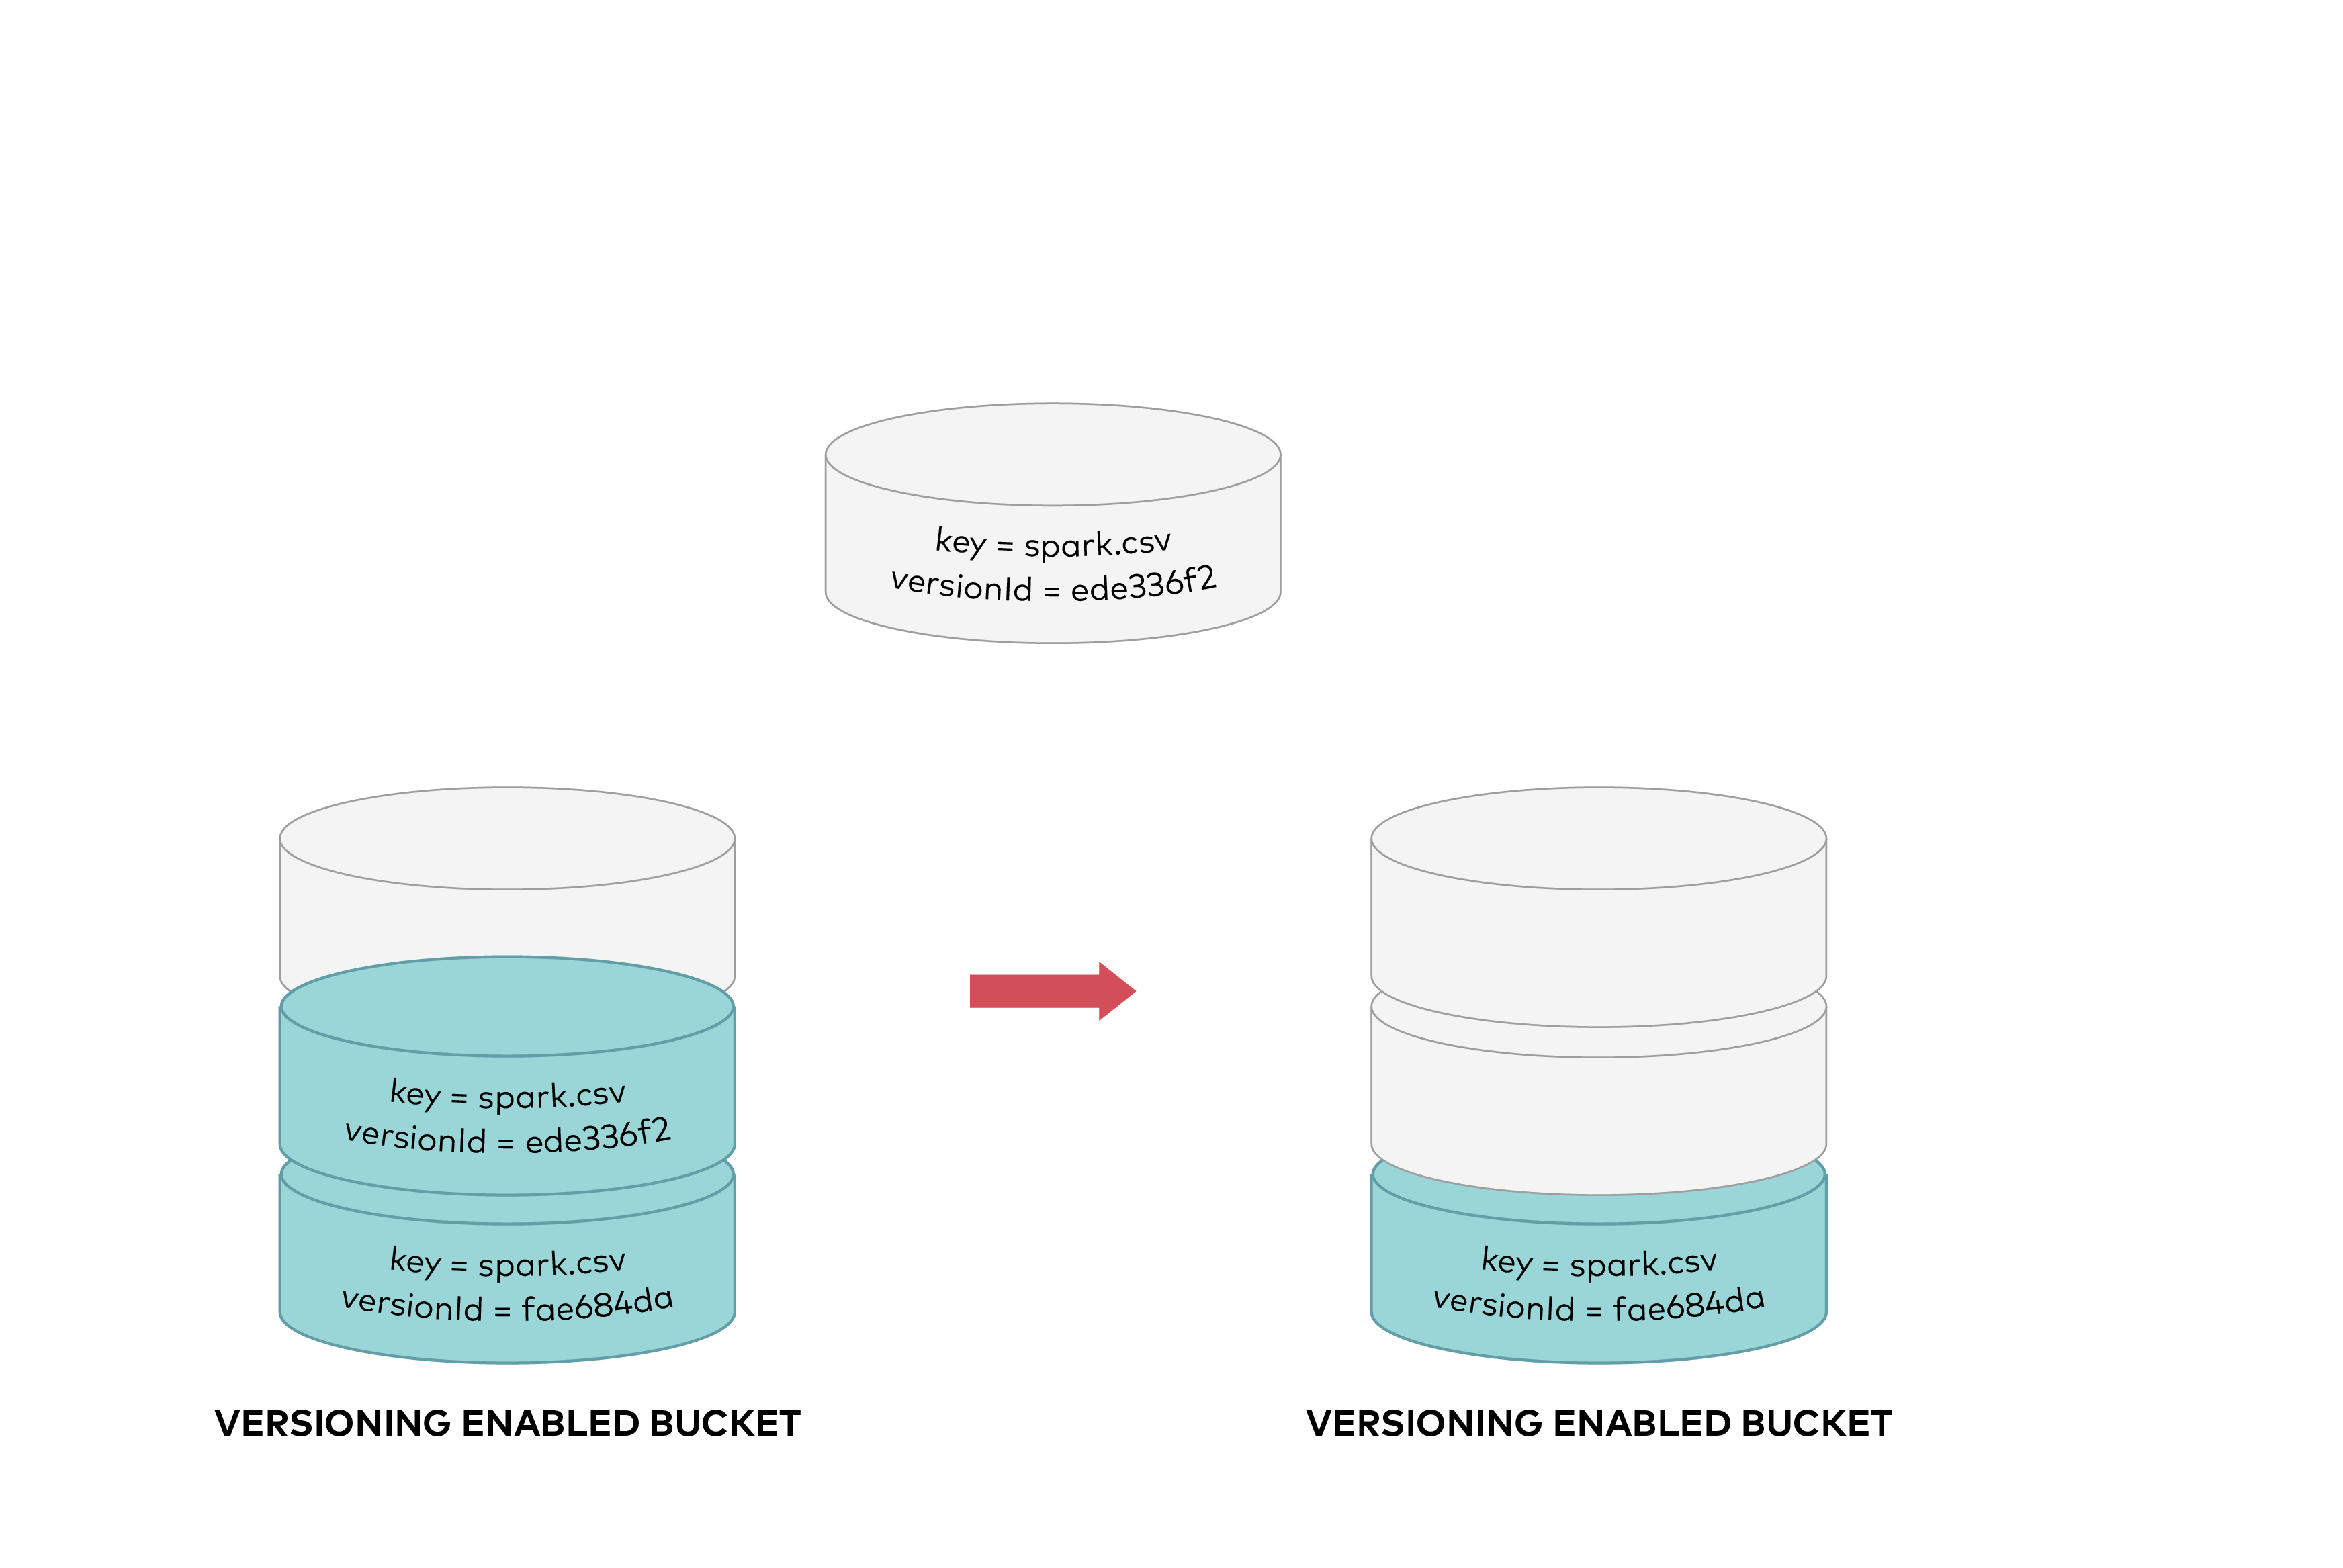 key = spark.csv
versionId = ede336f2
key = spark.csv
versionId = ede336f2
key = spark.csv
versionId = fae684da
VERSIONING ENABLED BUCKET
key = spark.csv
versionId = fae684da
VERSIONING ENABLED BUCKET